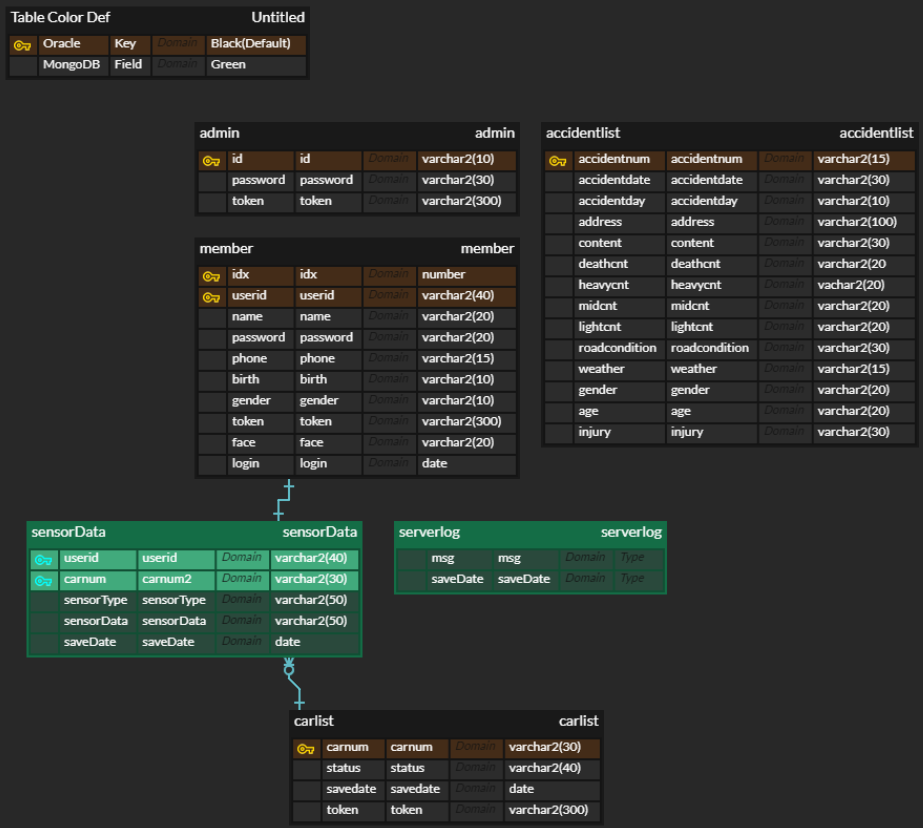 Table Color Def Untitled
Oracle Key Domain Black(Default)
MongoDB Field Domain Green
admin admin
id id Domain varchar2(10)
password password Domain varchar2(30)
token token Domain varchar2(300)
accidentlist accidentlist
accidentnum accidentnum Domain varchar2(15)
accidentdate accidentdate Domain varchar2(30)
accidentday accidentday Domain varchar2(10)
address address Domain varchar2(100)
content content Domain varchar2(30)
deathcnt deathcnt Domain varchar2(20
heavycnt heavycnt Domain vachar2(20)
midcnt midcnt Domain varchar2(20)
lightcnt lightcnt Domain varchar2(20)
roadcondition roadcondition Domain varchar2(30)
weather weather Domain varchar2(15)
gender gender Domain varchar2(20)
age age Domain varchar2(20)
injury injury Domain varchar2(30)
member member
idx idx Domain number
userid userid Domain varchar2(40)
name name Domain varchar2(20)
password password Domain varchar2(20)
phone phone Domain varchar2(15)
birth birth Domain varchar2(10)
gender gender Domain varchar2(10)
token token Domain varchar2(300)
face face Domain varchar2(20)
login login Domain date
sensorData sensorData
userid userid Domain varchar2(40)
carnum carnum2 Domain varchar2(30)
sensorType sensorType Domain varchar2(50)
sensorData sensorData Domain varchar2(50)
saveDate saveDate Domain date
serverlog serverlog
msg msg Domain Type
saveDate saveDate Domain Type
carlist carlist
carnum carnum Domain varchar2(30)
status status Domain varchar2(40)
savedate savedate Domain date
token token Domain varchar2(300)